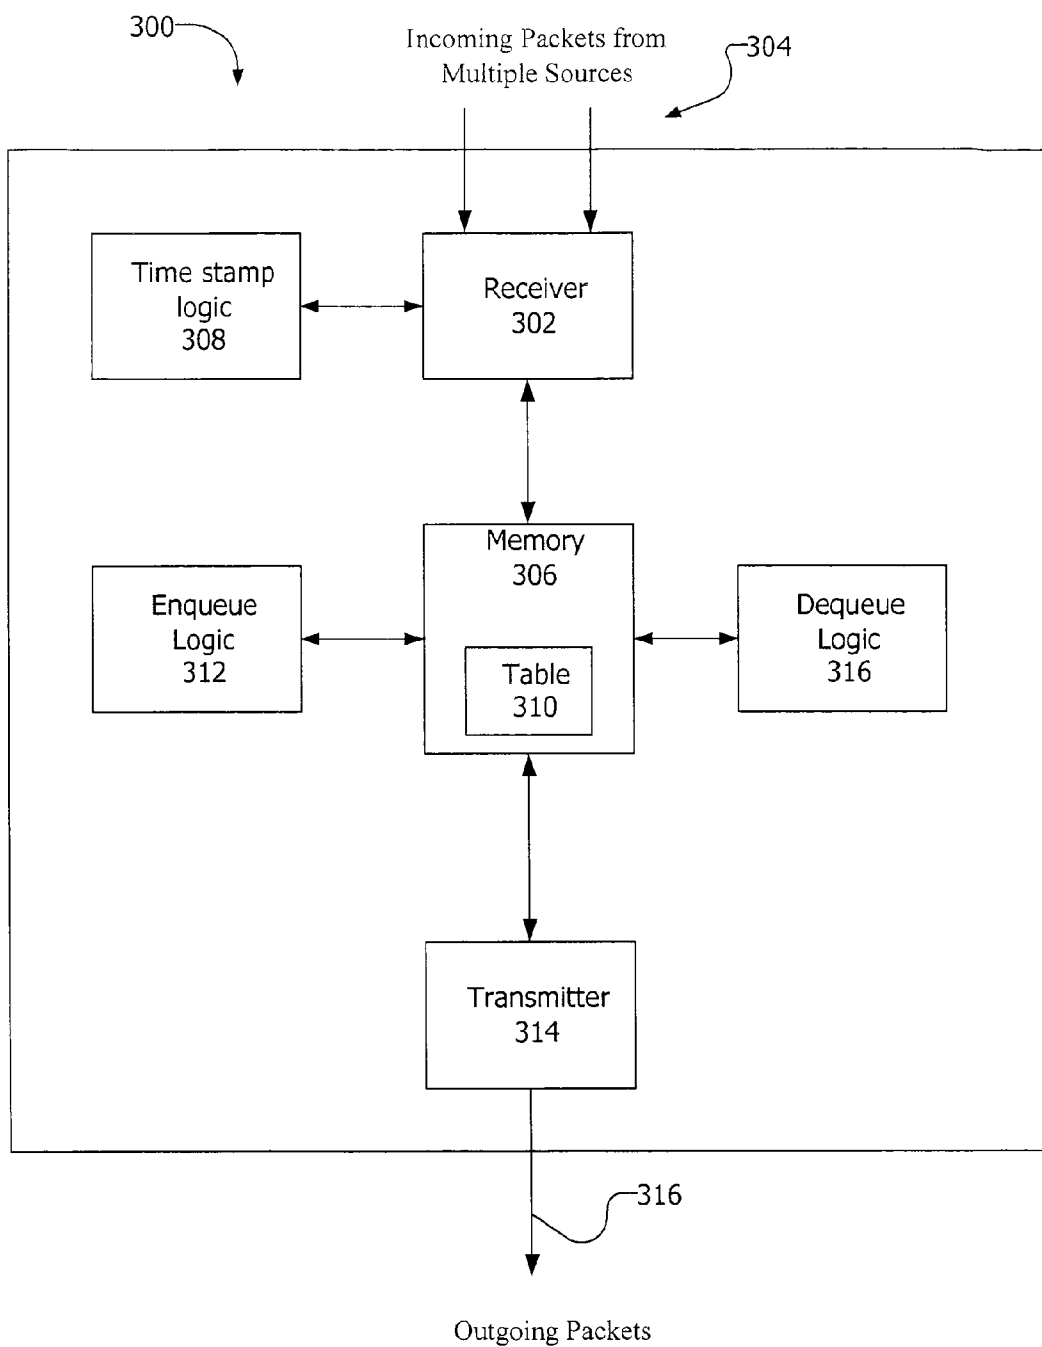 300
Incoming Packets from
Multiple Sources
304
Time stamp
logic
308
Receiver
302
Memory
306
Enqueue
Logic
312
Table
310
Dequeue
Logic
316
Transmitter
314
316
Outgoing Packets